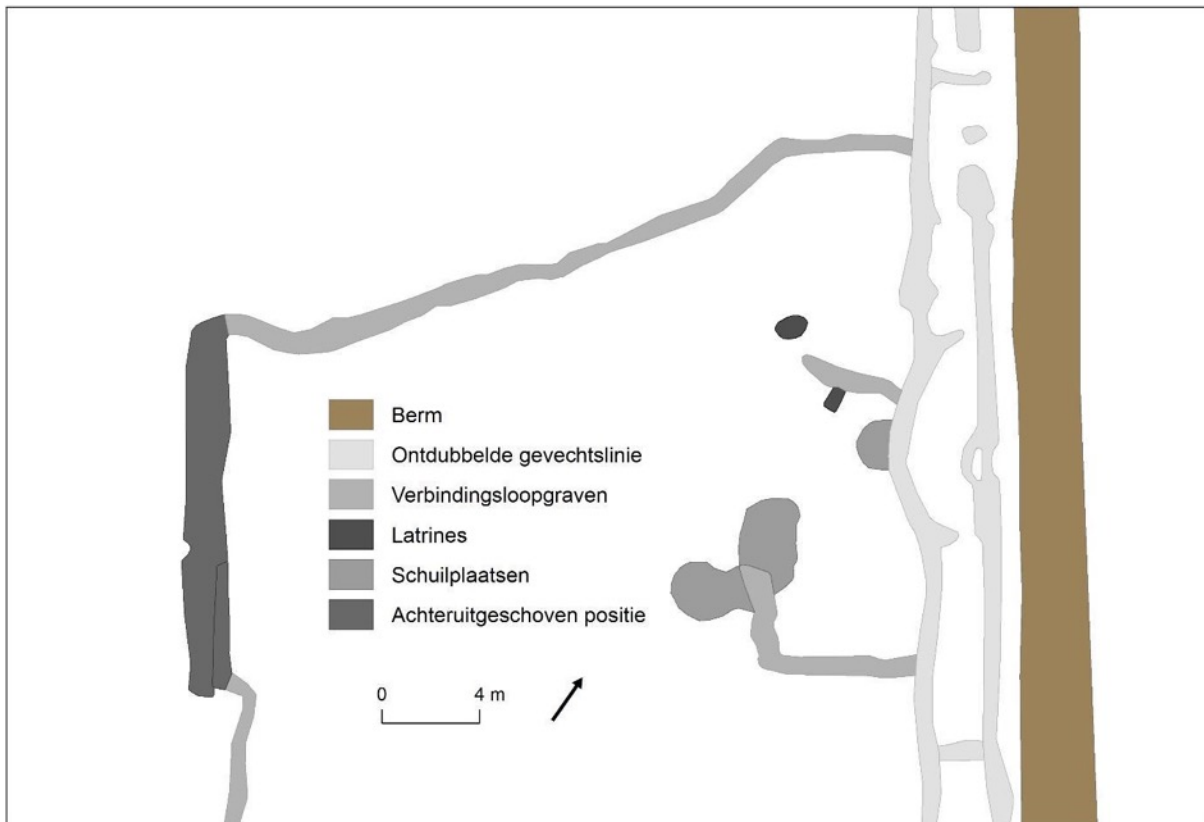 Berm
Ontdubbelde gevechtslinie
Verbindingsloopgraven
Latrines
Schuilplaatsen
Achteruitgeschoven positie
0 4 m